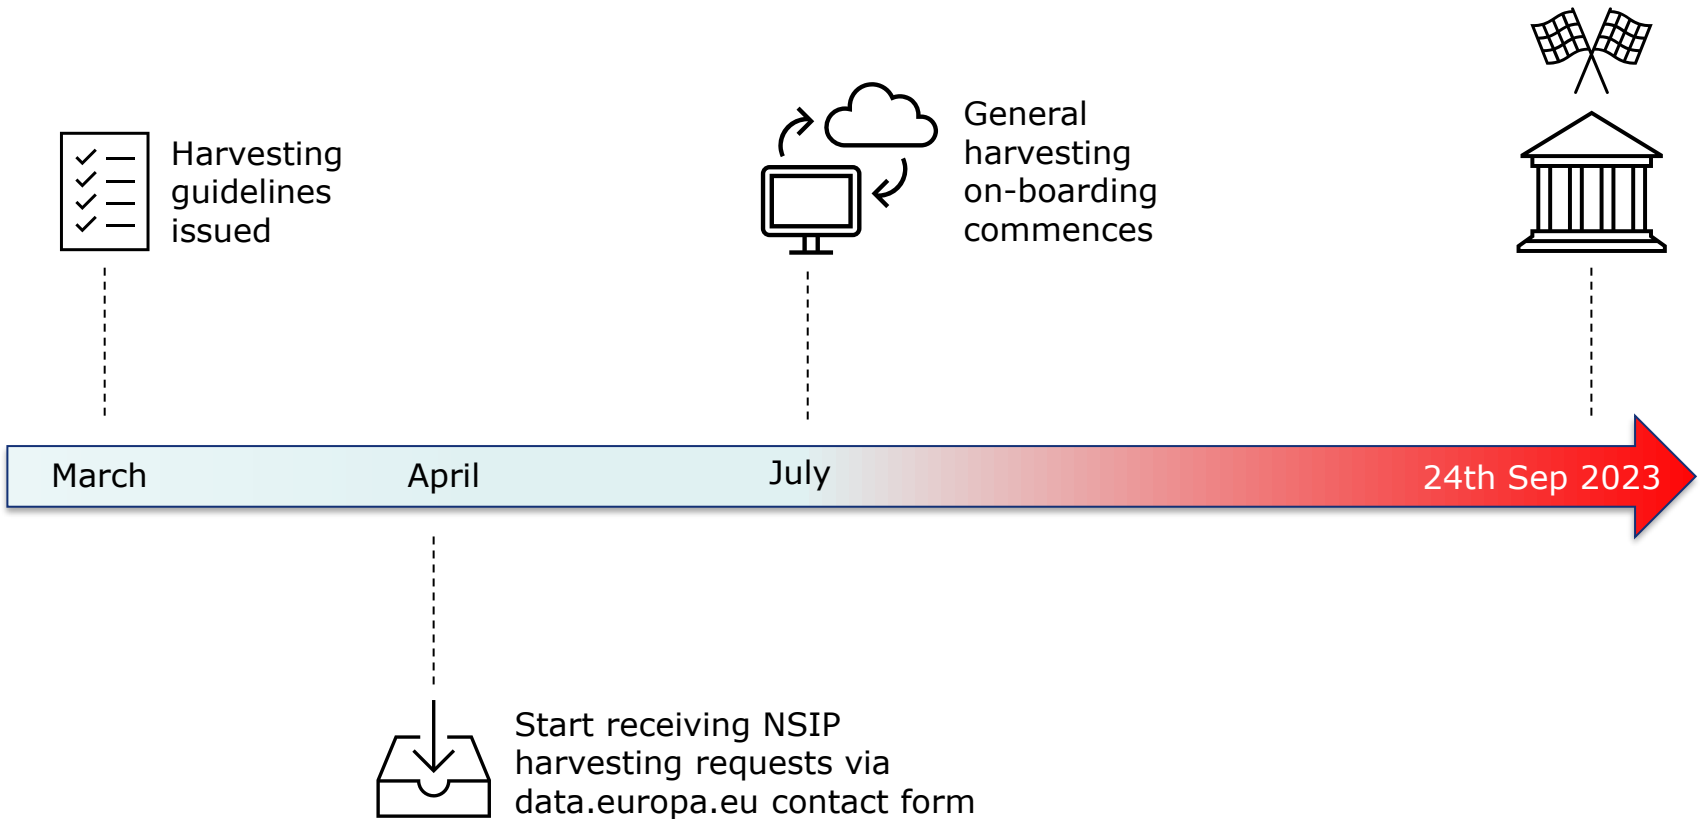 Harvesting
guidelines
issued
General
harvesting
on-boarding
commences
March
April
July
24th Sep 2023
Start receiving NSIP
harvesting requests via
data.europa.eu contact form